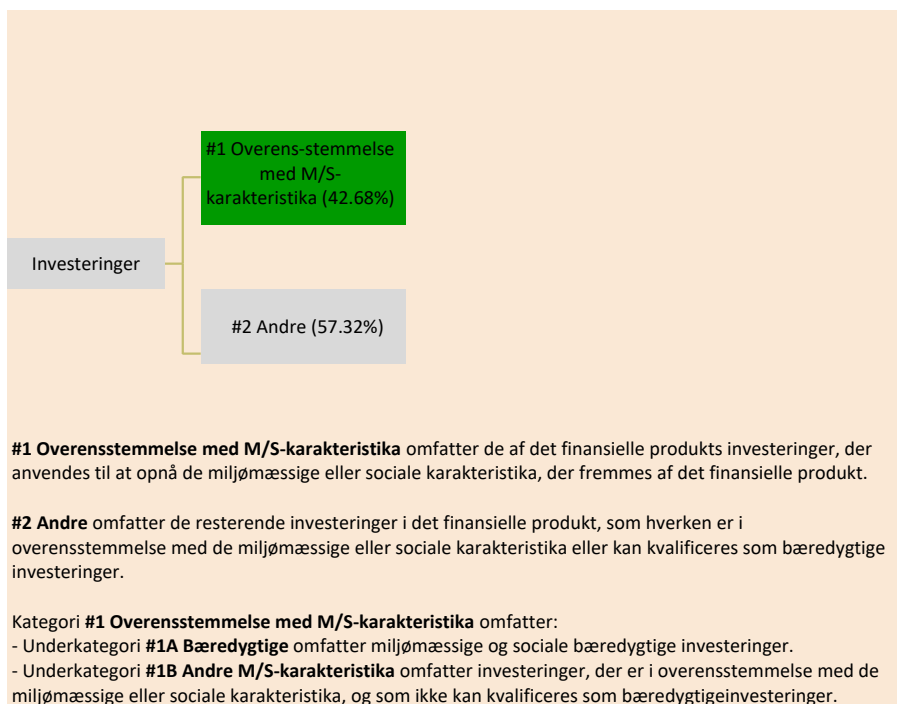 #1 Overens-stemmelse
med M/S-
karakteristika (42.68%)
Investeringer
#2 Andre (57.32%)
#1 Overensstemmelse med M/S-karakteristika omfatter de af det finansielle produkts investeringer, der
anvendes til at opnå de miljømæssige eller sociale karakteristika, der fremmes af det finansielle produkt.
#2 Andre omfatter de resterende investeringer i det finansielle produkt, som hverken er i
overensstemmelse med de miljømæssige eller sociale karakteristika eller kan kvalificeres som bæredygtige
investeringer.
Kategori #1 Overensstemmelse med M/S-karakteristika omfatter:
- Underkategori #1A Bæredygtige omfatter miljømæssige og sociale bæredygtige investeringer.
- Underkategori #1B Andre M/S-karakteristika omfatter investeringer, der er i overensstemmelse med de
miljømæssige eller sociale karakteristika, og som ikke kan kvalificeres som bæredygtigeinvesteringer.